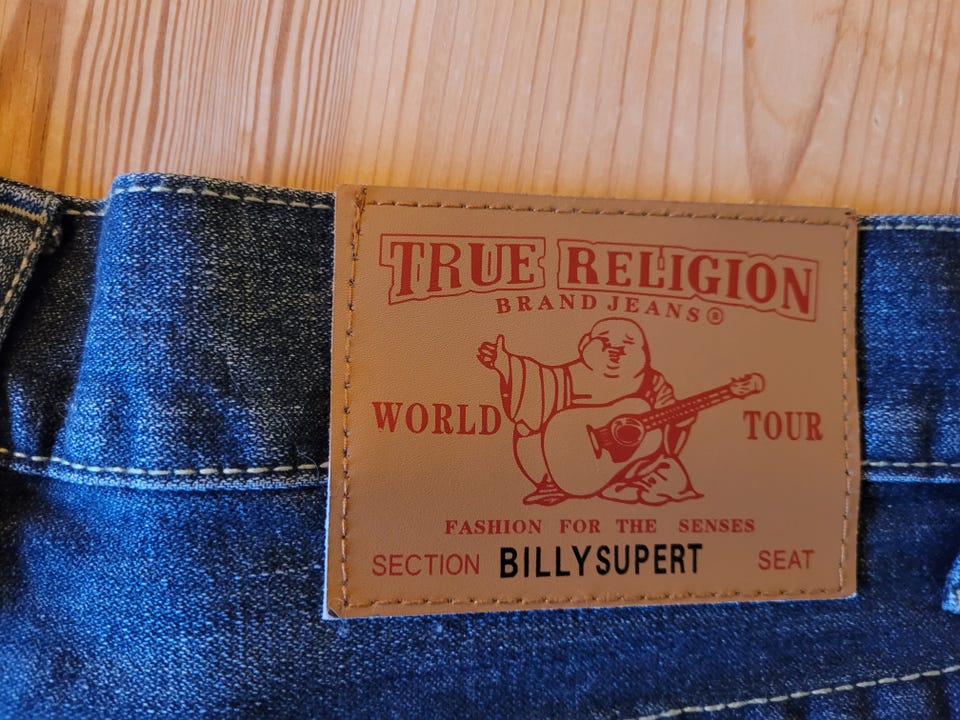 TRUE RELIGION
BRAND JEANS®
WORLD TOUR
FASHION FOR THE SENSES
SECTION BILLYSUPERT SEAT